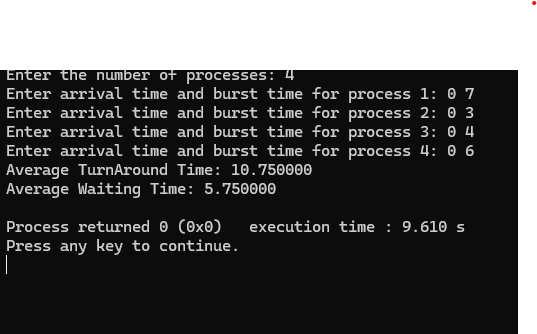 Enter the number of processes: 4
Enter arrival time and burst time for process 1: 0 7
Enter arrival time and burst time for process 2: 0 3
Enter arrival time and burst time for process 3: 0 4
Enter arrival time and burst time for process 4: 0 6
Average TurnAround Time: 10.750000
Average Waiting Time: 5.750000
Process returned 0 (0x0)   execution time : 9.610 s
Press any key to continue.